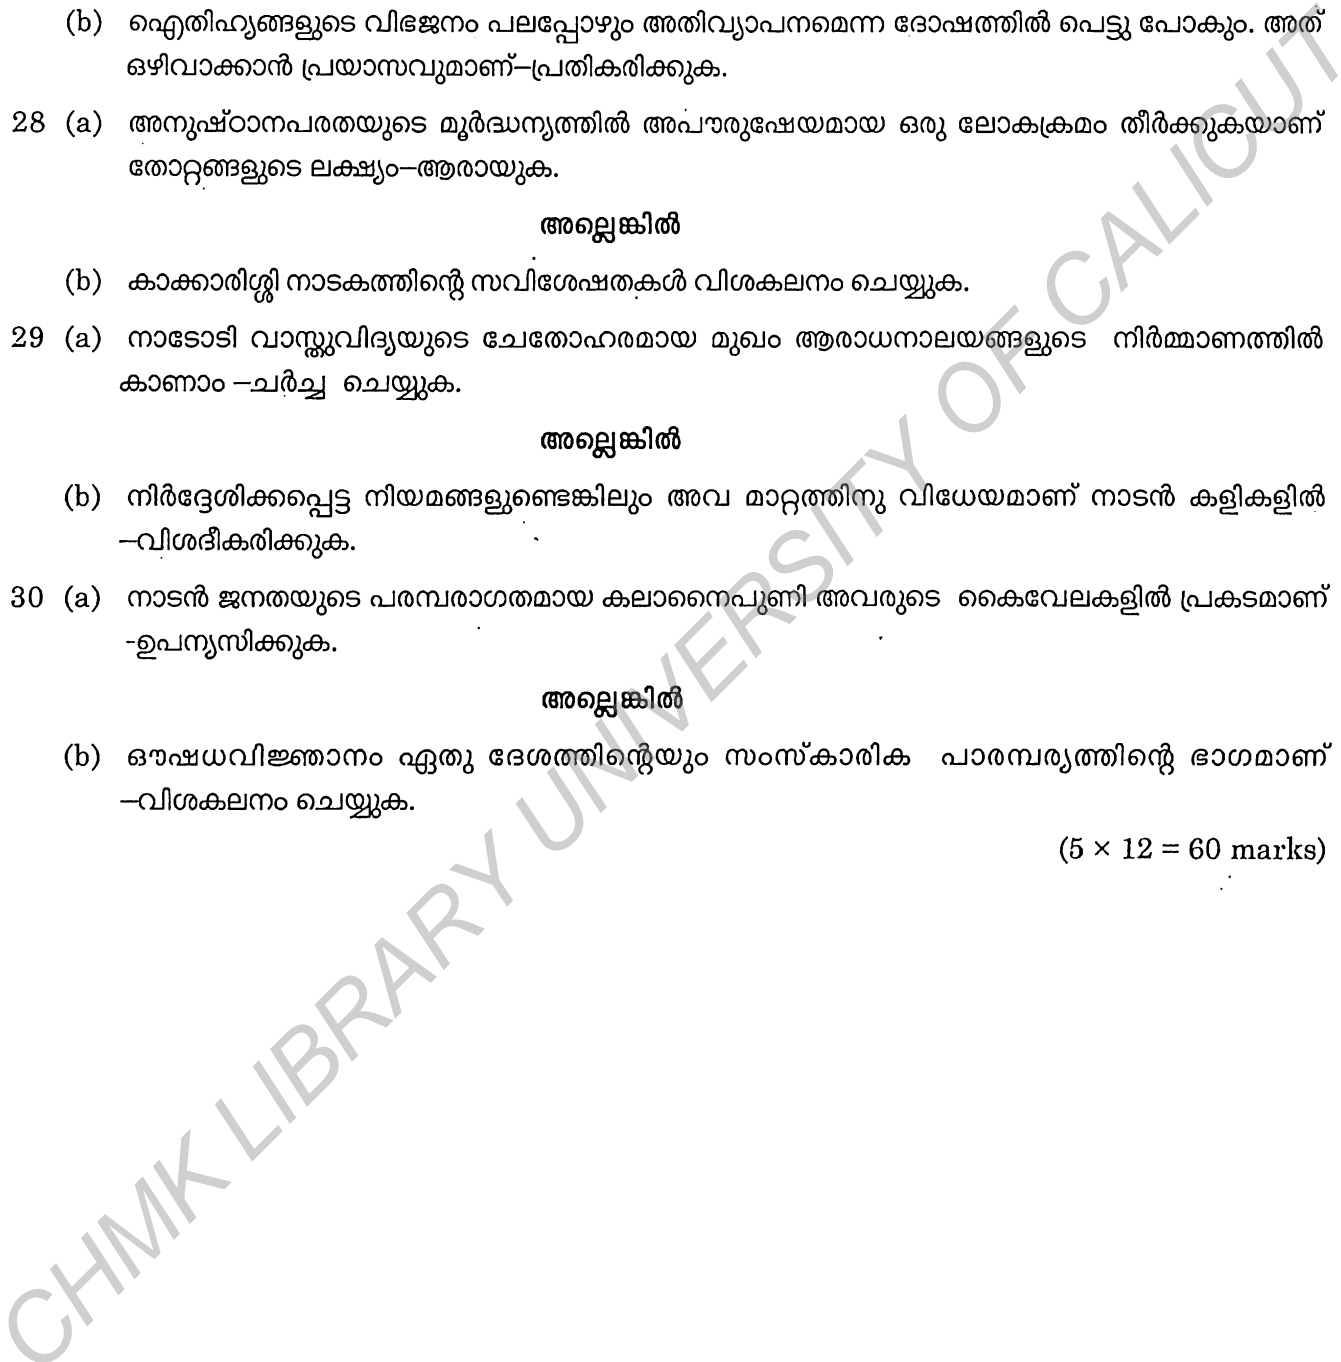 (b) ഐതിഹ്യങ്ങളുടെ വിഭജനം പലപ്പോഴും അതിവ്യാപനമെന്ന ദോഷത്തിൽ പെട്ടു പോകും. അത്
ഒഴിവാക്കാൻ പ്രയാസവുമാണ്–പ്രതികരിക്കുക.
28 (a) അനുഷ്ഠാനപരതയുടെ മൂർദ്ധന്യത്തിൽ അപൗരുഷേയമായ ഒരു ലോകക്രമം തീർക്കുകയാണ്
തോറ്റങ്ങളുടെ ലക്ഷ്യം–ആരായുക.
അല്ലെങ്കിൽ
(b) കാക്കാരിശ്ശി നാടകത്തിന്റെ സവിശേഷതകൾ വിശകലനം ചെയ്യുക.
29 (a) നാടോടി വാസ്തുവിദ്യയുടെ ചേതോഹരമായ മുഖം ആരാധനാലയങ്ങളുടെ നിർമ്മാണത്തിൽ
കാണാം –ചർച്ച ചെയ്യുക.
അല്ലെങ്കിൽ
(b) നിർദ്ദേശിക്കപ്പെട്ട നിയമങ്ങളുണ്ടെങ്കിലും അവ മാറ്റത്തിനു വിധേയമാണ് നാടൻ കളികളിൽ
–വിശദീകരിക്കുക.
30 (a) നാടൻ ജനതയുടെ പരമ്പരാഗതമായ കലാനൈപുണി അവരുടെ കൈവേലകളിൽ പ്രകടമാണ്
-ഉപന്യസിക്കുക.
അല്ലെങ്കിൽ
(b) ഔഷധവിജ്ഞാനം ഏതു ദേശത്തിന്റെയും സംസ്കാരിക പാരമ്പര്യത്തിന്റെ ഭാഗമാണ്
–വിശകലനം ചെയ്യുക.
(5 × 12 = 60 marks)
CHMK LIBRARY UNIVERSITY OF CALICUT